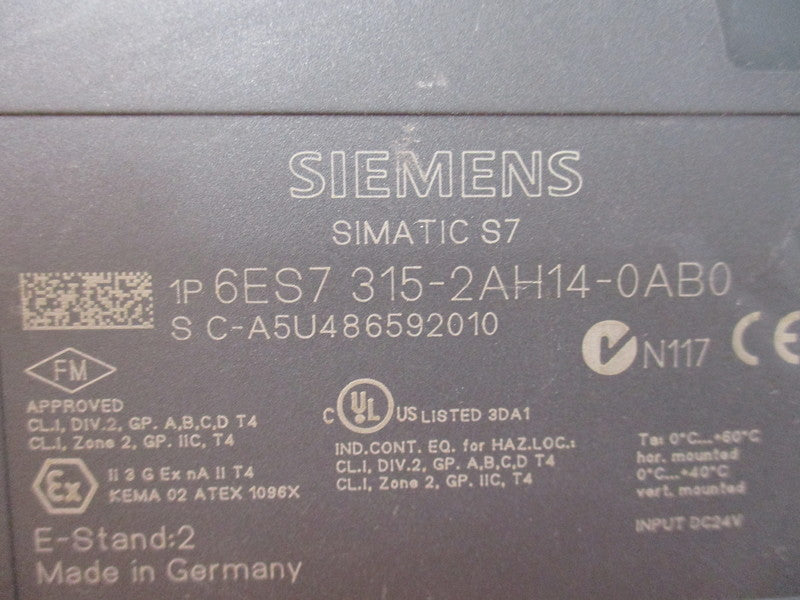 SIEMENS
SIMATIC S7
1P 6ES7 315-2AH14-0AB0
S C-A5U486592010
N117 CE
FM
APPROVED
CL.I, DIV.2, GP. A,B,C,D T4
CL.I, Zone 2, GP. IIC, T4
C UL US LISTED 3DA1
IND.CONT. EQ. for HAZ.LOC.:
CL.I, DIV.2, GP. A,B,C,D T4
CL.I, Zone 2, GP. IIC, T4
Ta: 0°C...+60°C
hor. mounted
0°C...+40°C
vert. mounted
INPUT DC24V
Ex II 3 G Ex nA II T4
KEMA 02 ATEX 1096X
E-Stand:2
Made in Germany